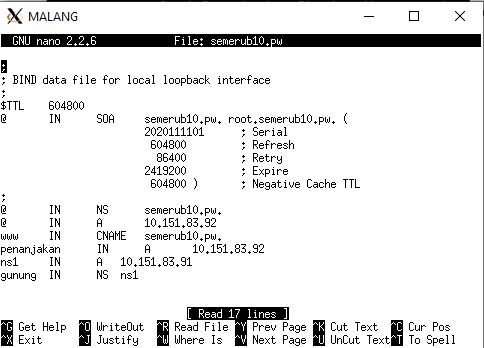 MALANG
GNU nano 2.2.6 File: semerub10.pw
;
; BIND data file for local loopback interface
;
$TTL 604800
@ IN SOA semerub10.pw. root.semerub10.pw. (
2020111101 ; Serial
604800 ; Refresh
86400 ; Retry
2419200 ; Expire
604800 ) ; Negative Cache TTL
;
@ IN NS semerub10.pw.
@ IN A 10.151.83.92
www IN CNAME semerub10.pw.
penanjakan IN A 10.151.83.92
ns1 IN A 10.151.83.91
gunung IN NS ns1
[ Read 17 lines ]
^G Get Help ^O WriteOut ^R Read File ^Y Prev Page ^K Cut Text ^C Cur Pos
^X Exit ^J Justify ^W Where Is ^V Next Page ^U UnCut Text ^T To Spell